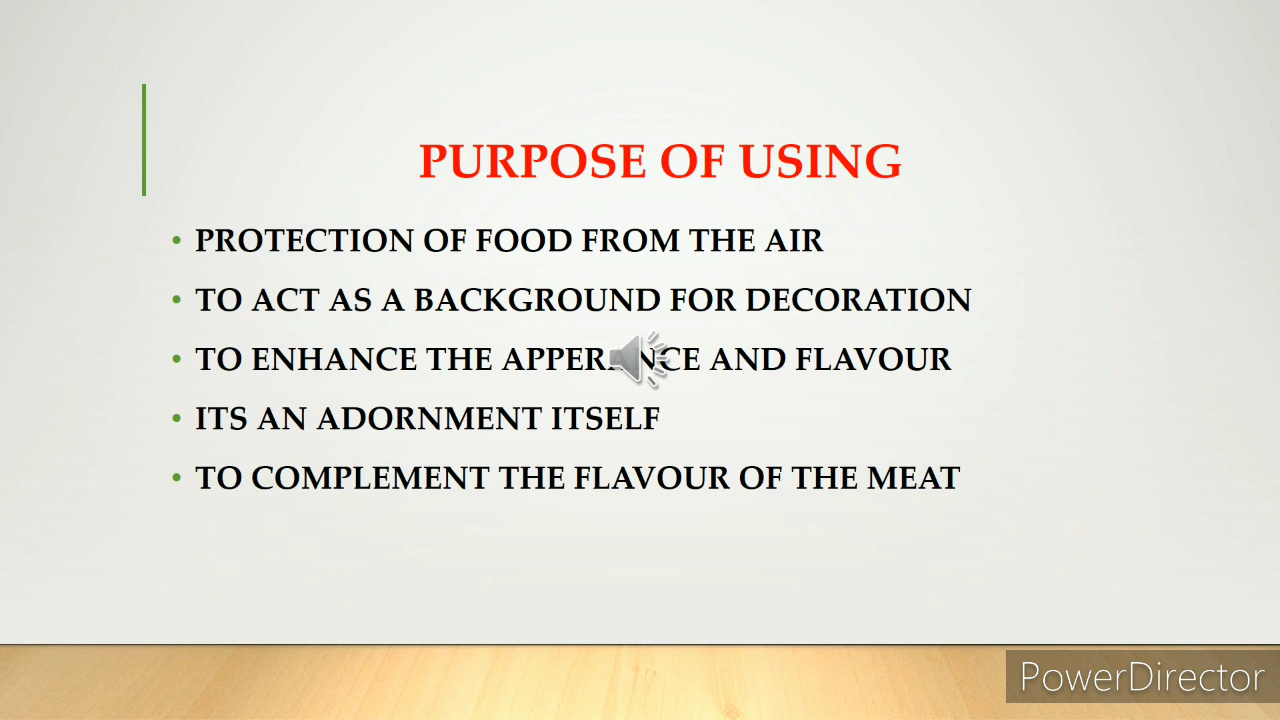 PURPOSE OF USING
• PROTECTION OF FOOD FROM THE AIR
• TO ACT AS A BACKGROUND FOR DECORATION
• TO ENHANCE THE APPERANCE AND FLAVOUR
• ITS AN ADORNMENT ITSELF
• TO COMPLEMENT THE FLAVOUR OF THE MEAT
PowerDirector